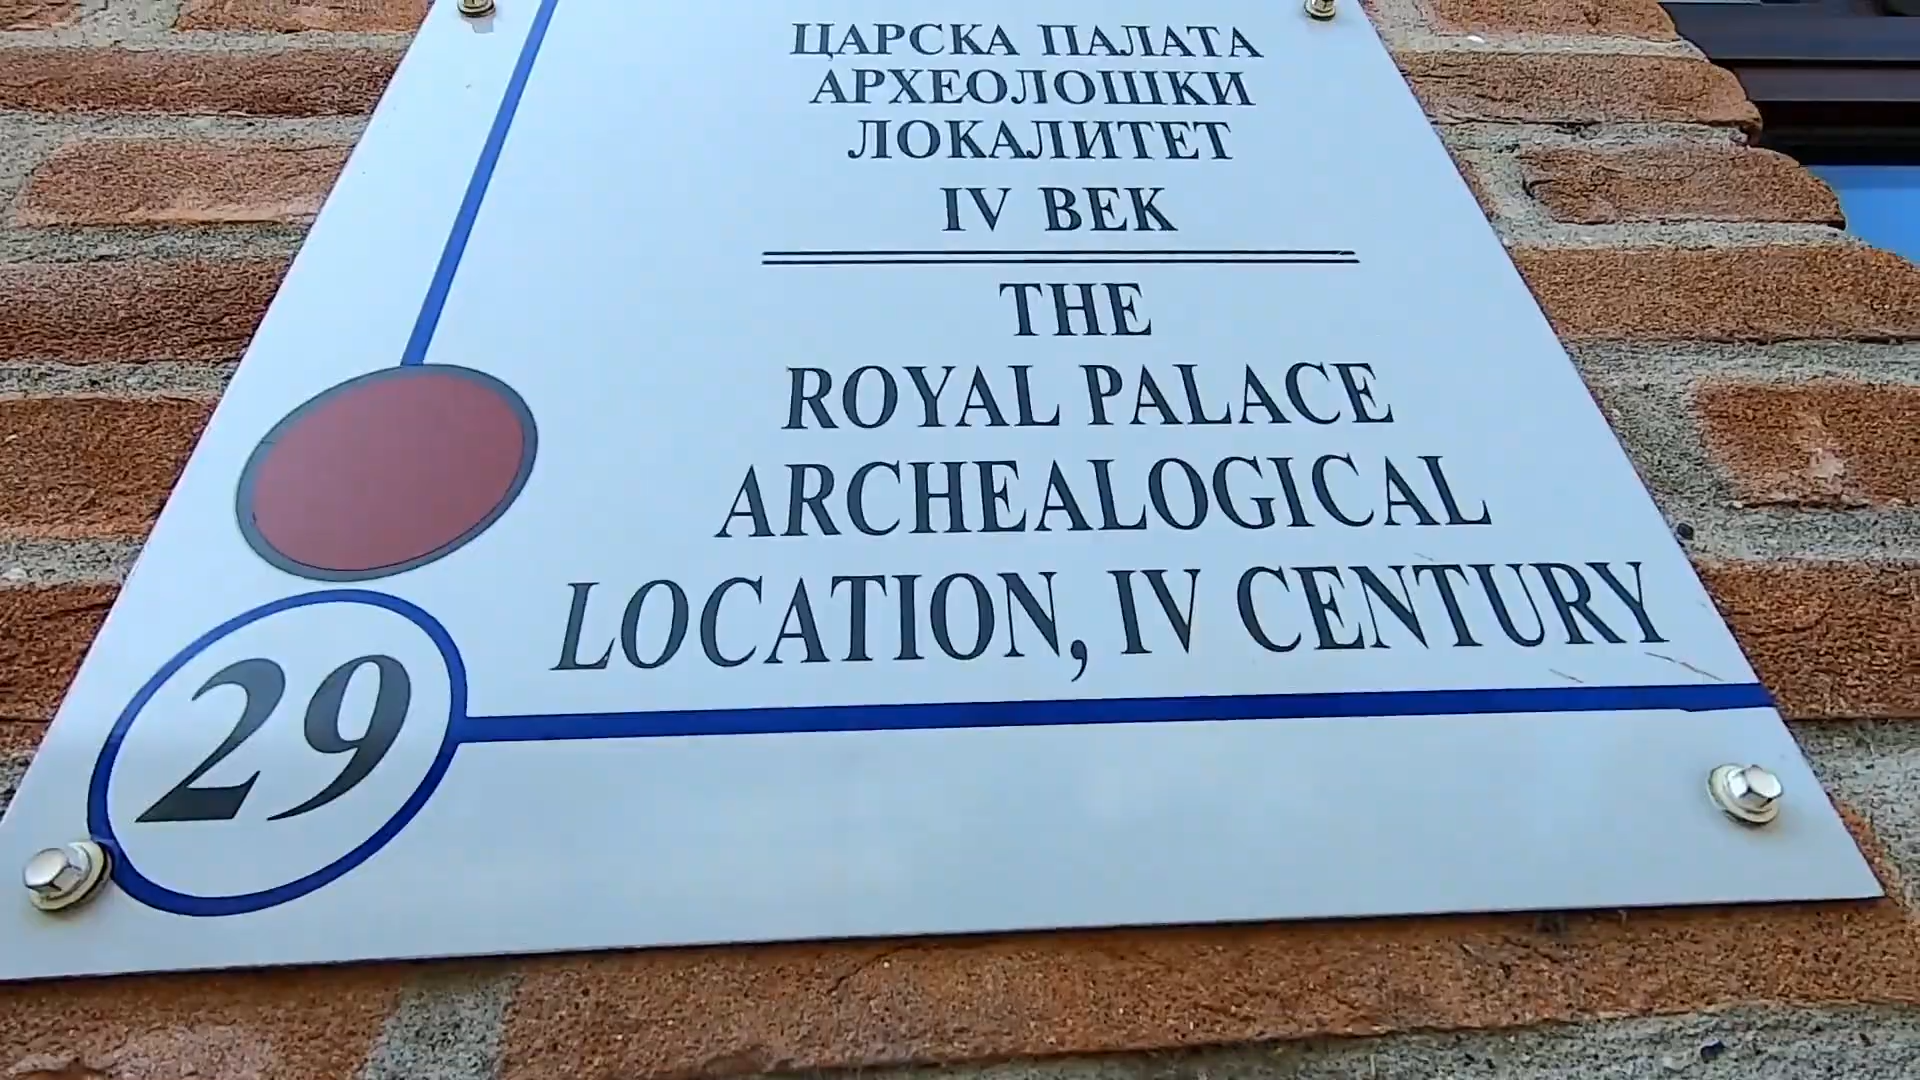 ЦАРСКА ПАЛАТА
АРХЕОЛОШКИ
ЛОКАЛИТЕТ
IV ВЕК
THE
ROYAL PALACE
ARCHEALOGICAL
LOCATION, IV CENTURY
29